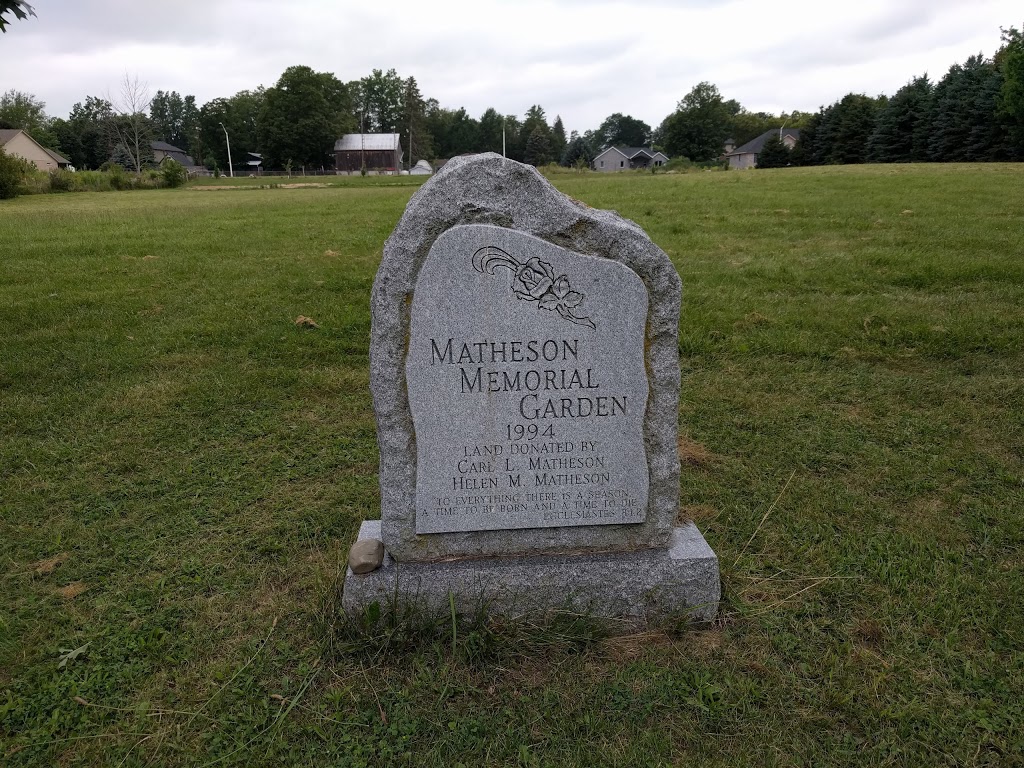 MATHESON
MEMORIAL
GARDEN
1994
LAND DONATED BY
CARL L. MATHESON
HELEN M. MATHESON
TO EVERYTHING THERE IS A SEASON
A TIME TO BE BORN AND A TIME TO DIE
ECCLESIASTES